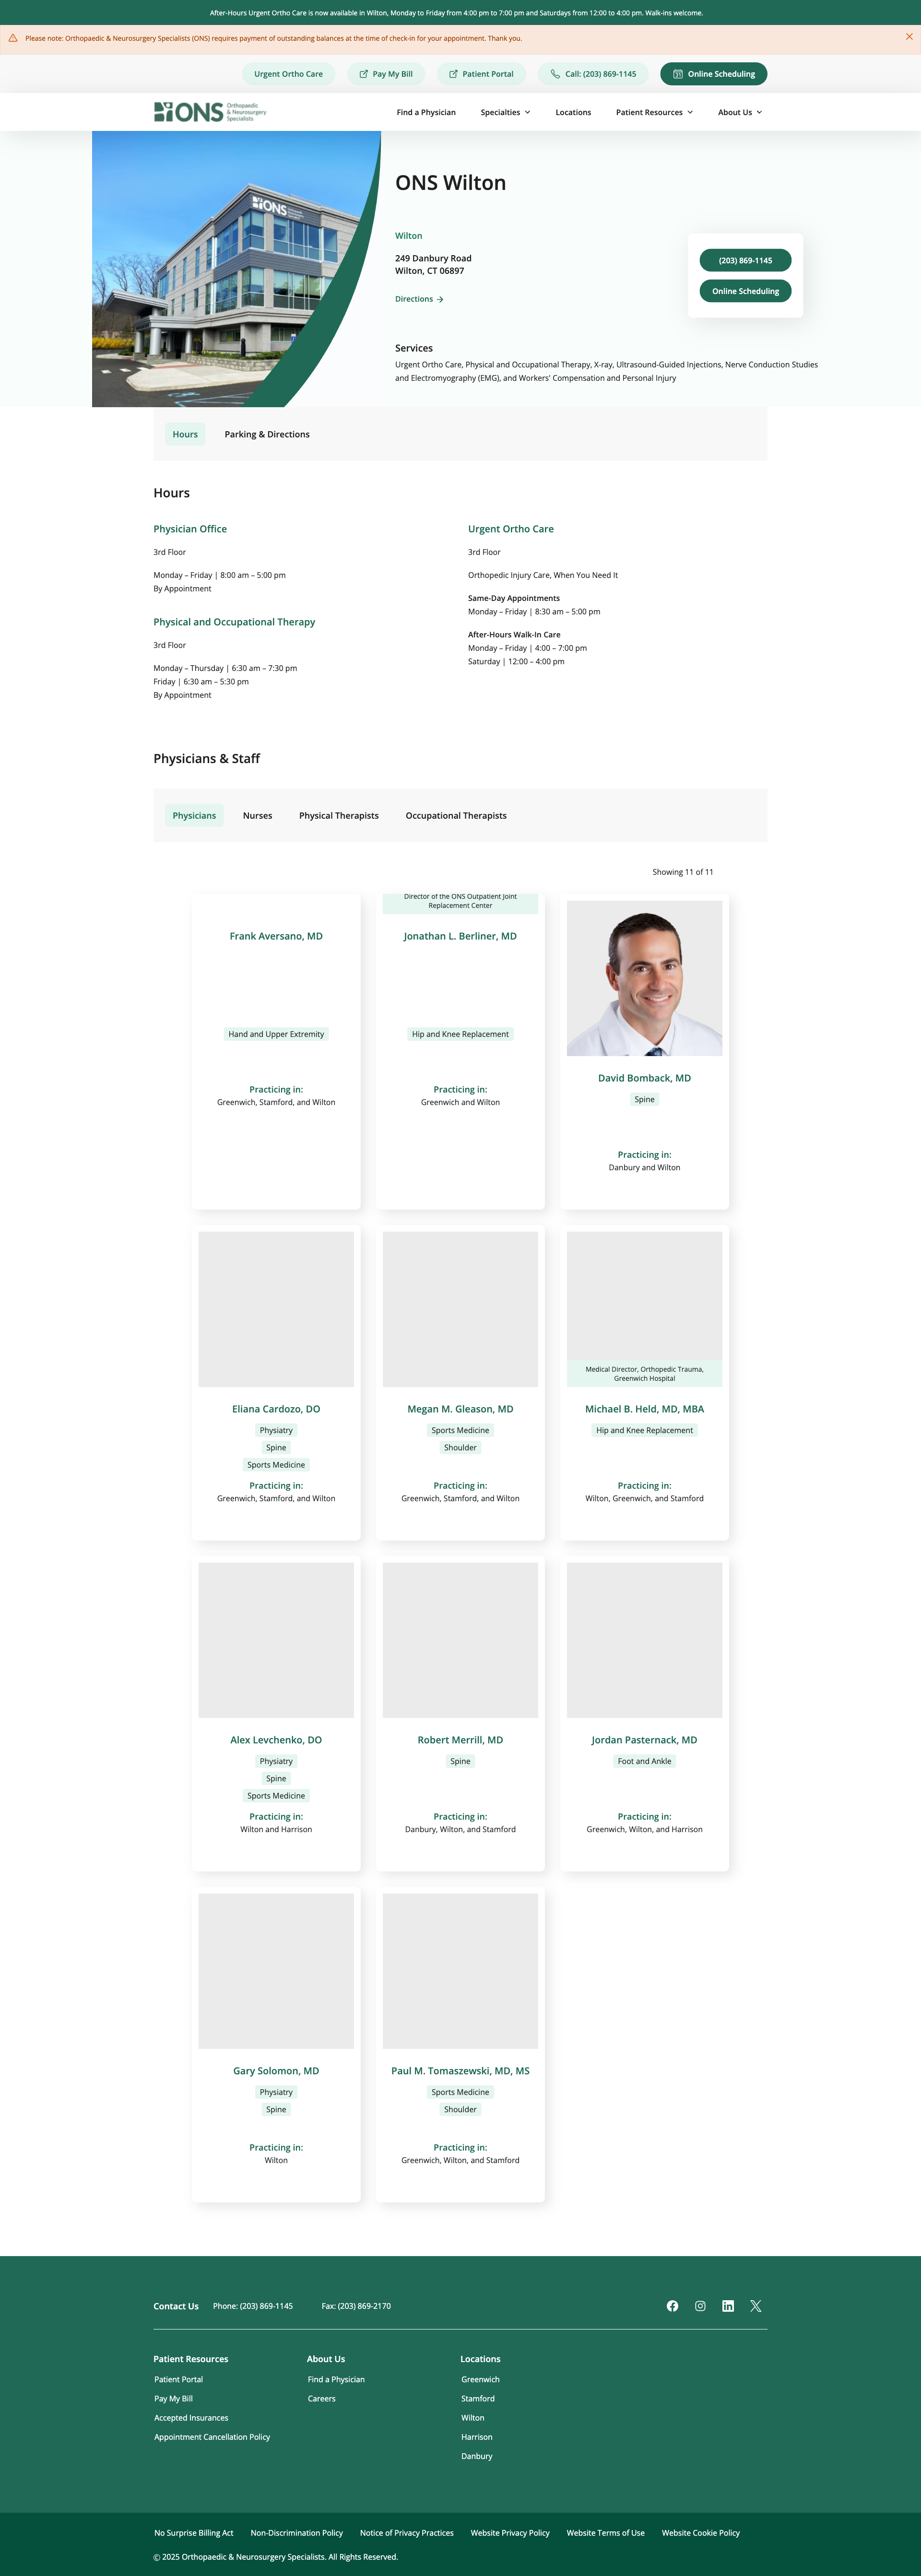 After-Hours Urgent Ortho Care is now available in Wilton, Monday to Friday from 4:00 pm to 7:00 pm and Saturdays from 12:00 to 4:00 pm. Walk-ins welcome.
Please note: Orthopaedic & Neurosurgery Specialists (ONS) requires payment of outstanding balances at the time of check-in for your appointment. Thank you.
Urgent Ortho Care
Pay My Bill
Patient Portal
Call: (203) 869-1145
Online Scheduling
ONS Orthopaedic
& Neurosurgery
Specialists
Find a Physician
Specialties
Locations
Patient Resources
About Us
ONS
ONS Wilton
Wilton
249 Danbury Road
Wilton, CT 06897
Directions
(203) 869-1145
Online Scheduling
Services
Urgent Ortho Care, Physical and Occupational Therapy, X-ray, Ultrasound-Guided Injections, Nerve Conduction Studies
and Electromyography (EMG), and Workers' Compensation and Personal Injury
Hours
Parking & Directions
Hours
Physician Office
3rd Floor
Monday – Friday | 8:00 am – 5:00 pm
By Appointment
Physical and Occupational Therapy
3rd Floor
Monday – Thursday | 6:30 am – 7:30 pm
Friday | 6:30 am – 5:30 pm
By Appointment
Urgent Ortho Care
3rd Floor
Orthopedic Injury Care, When You Need It
Same-Day Appointments
Monday – Friday | 8:30 am – 5:00 pm
After-Hours Walk-In Care
Monday – Friday | 4:00 – 7:00 pm
Saturday | 12:00 – 4:00 pm
Physicians & Staff
Physicians
Nurses
Physical Therapists
Occupational Therapists
Showing 11 of 11
Frank Aversano, MD
Hand and Upper Extremity
Practicing in:
Greenwich, Stamford, and Wilton
Director of the ONS Outpatient Joint
Replacement Center
Jonathan L. Berliner, MD
Hip and Knee Replacement
Practicing in:
Greenwich and Wilton
David Bomback, MD
Spine
Practicing in:
Danbury and Wilton
Eliana Cardozo, DO
Physiatry
Spine
Sports Medicine
Practicing in:
Greenwich, Stamford, and Wilton
Megan M. Gleason, MD
Sports Medicine
Shoulder
Practicing in:
Greenwich, Stamford, and Wilton
Medical Director, Orthopedic Trauma,
Greenwich Hospital
Michael B. Held, MD, MBA
Hip and Knee Replacement
Practicing in:
Wilton, Greenwich, and Stamford
Alex Levchenko, DO
Physiatry
Spine
Sports Medicine
Practicing in:
Wilton and Harrison
Robert Merrill, MD
Spine
Practicing in:
Danbury, Wilton, and Stamford
Jordan Pasternack, MD
Foot and Ankle
Practicing in:
Greenwich, Wilton, and Harrison
Gary Solomon, MD
Physiatry
Spine
Practicing in:
Wilton
Paul M. Tomaszewski, MD, MS
Sports Medicine
Shoulder
Practicing in:
Greenwich, Wilton, and Stamford
Contact Us
Phone: (203) 869-1145
Fax: (203) 869-2170
Patient Resources
Patient Portal
Pay My Bill
Accepted Insurances
Appointment Cancellation Policy
About Us
Find a Physician
Careers
Locations
Greenwich
Stamford
Wilton
Harrison
Danbury
No Surprise Billing Act
Non-Discrimination Policy
Notice of Privacy Practices
Website Privacy Policy
Website Terms of Use
Website Cookie Policy
© 2025 Orthopaedic & Neurosurgery Specialists. All Rights Reserved.